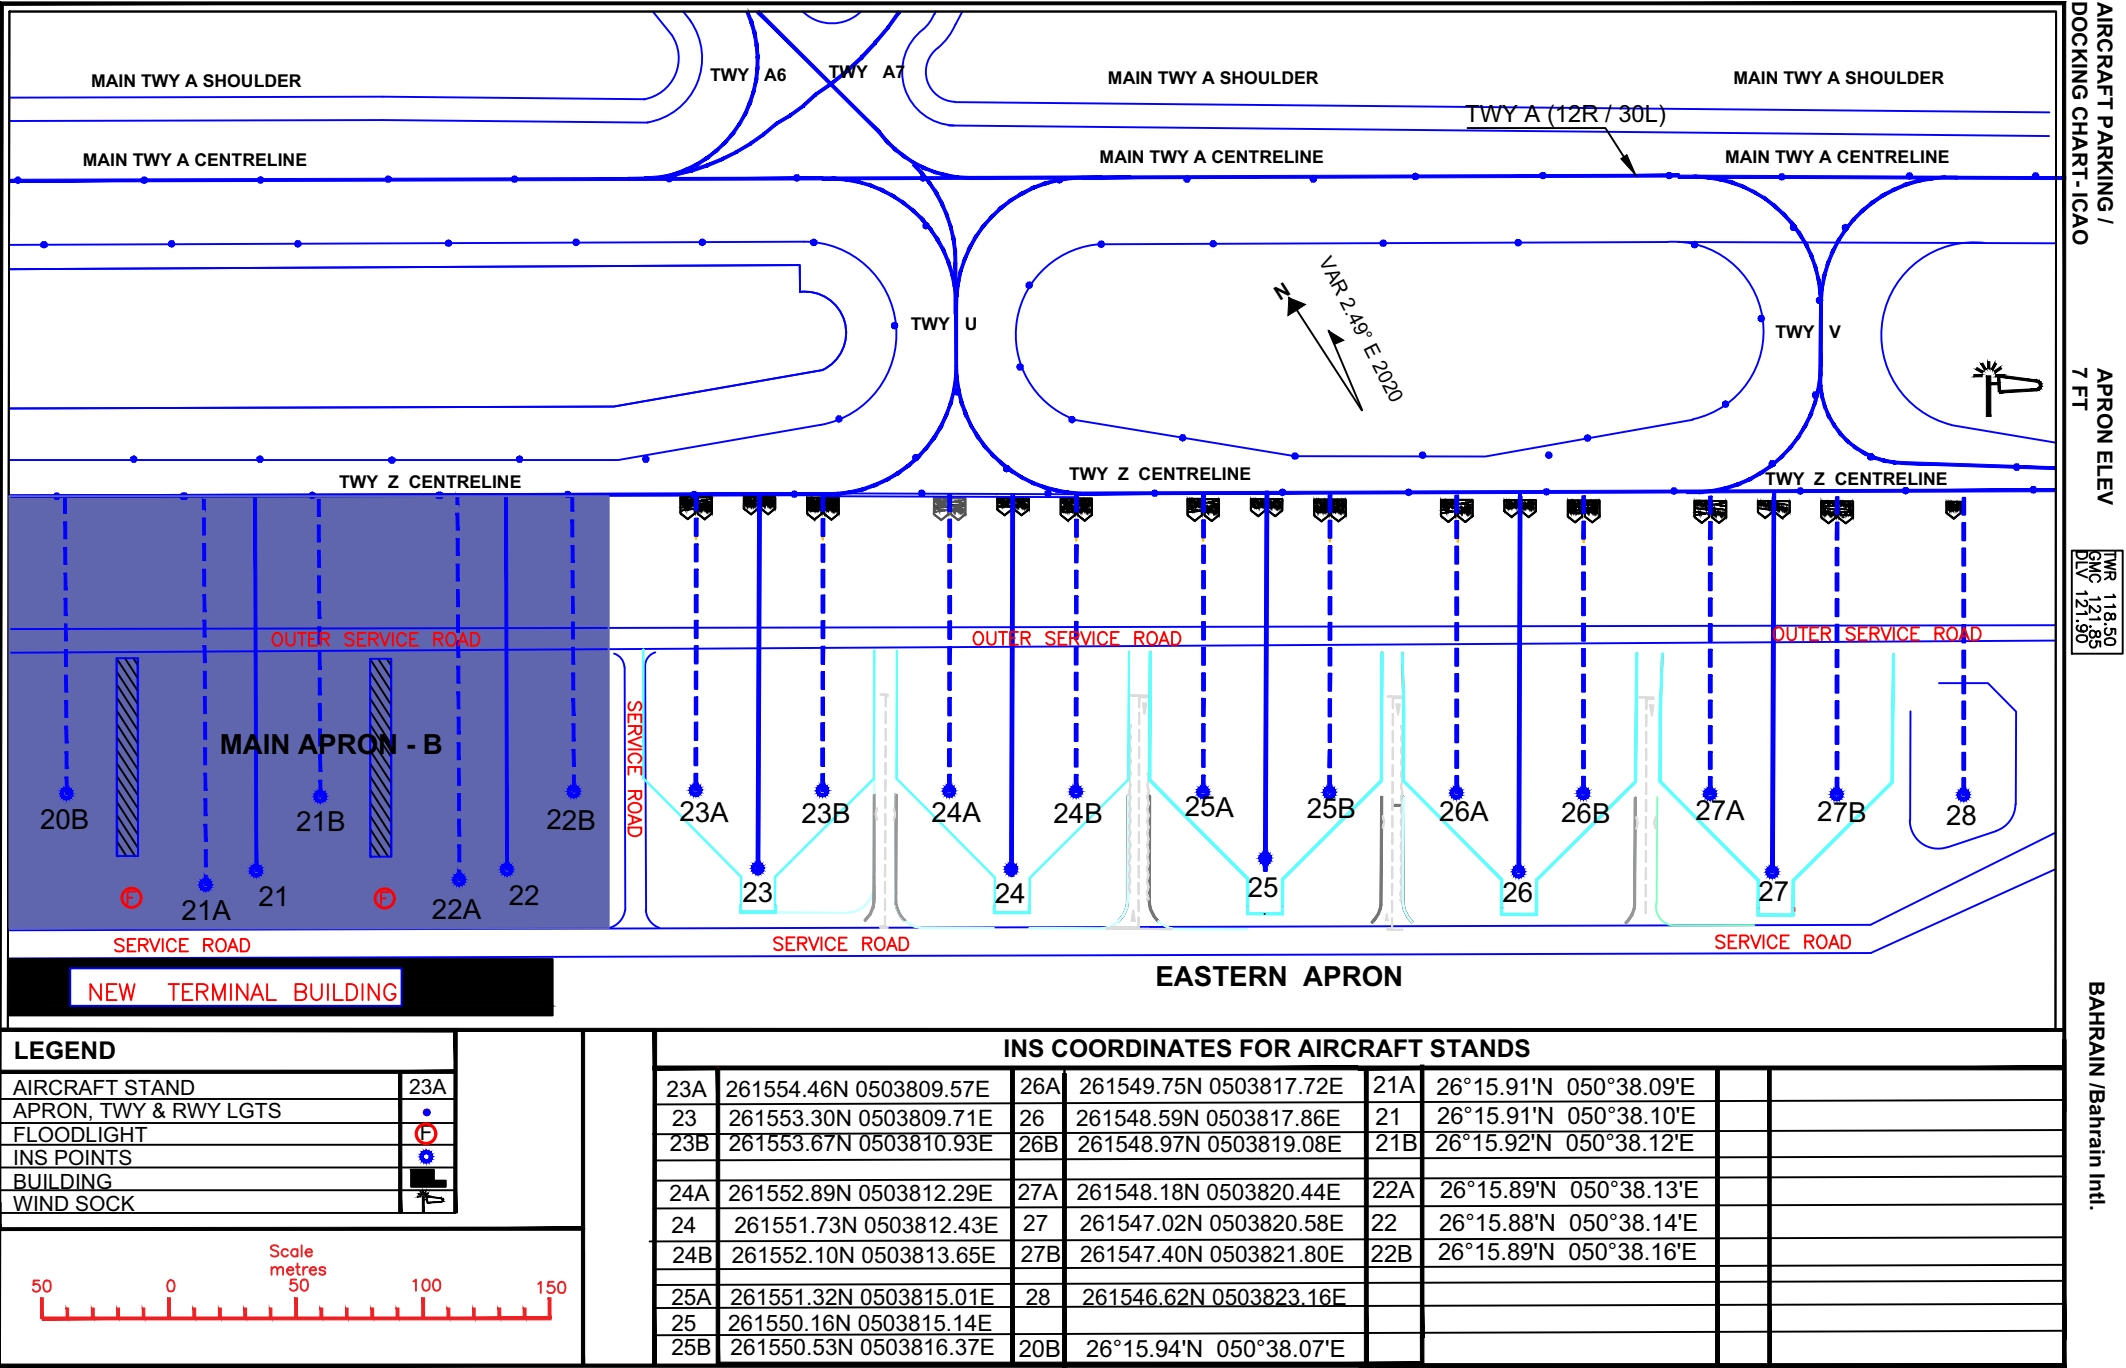 MAIN TWY A SHOULDER
TWY A6
TWY A7
MAIN TWY A SHOULDER
MAIN TWY A SHOULDER
TWY A (12R / 30L)
MAIN TWY A CENTRELINE
MAIN TWY A CENTRELINE
MAIN TWY A CENTRELINE
N
VAR 2.49° E 2020
TWY U
TWY V
TWY Z CENTRELINE
TWY Z CENTRELINE
TWY Z CENTRELINE
OUTER SERVICE ROAD
OUTER SERVICE ROAD
OUTER SERVICE ROAD
SERVICE ROAD
MAIN APRON - B
20B
21B
22B
23A
23B
24A
24B
25A
25B
26A
26B
27A
27B
28
F
21A
21
F
22A
22
23
24
25
26
27
SERVICE ROAD
SERVICE ROAD
SERVICE ROAD
NEW TERMINAL BUILDING
EASTERN APRON
AIRCRAFT PARKING /
DOCKING CHART - ICAO
APRON ELEV
7 FT
TWR 118.50
GMC 121.85
DLV 121.90
BAHRAIN /Bahrain Intl.
LEGEND
AIRCRAFT STAND 23A
APRON, TWY & RWY LGTS
FLOODLIGHT F
INS POINTS
BUILDING
WIND SOCK
Scale
metres
50 0 50 100 150
INS COORDINATES FOR AIRCRAFT STANDS
23A 261554.46N 0503809.57E 26A 261549.75N 0503817.72E 21A 26°15.91'N 050°38.09'E
23 261553.30N 0503809.71E 26 261548.59N 0503817.86E 21 26°15.91'N 050°38.10'E
23B 261553.67N 0503810.93E 26B 261548.97N 0503819.08E 21B 26°15.92'N 050°38.12'E
24A 261552.89N 0503812.29E 27A 261548.18N 0503820.44E 22A 26°15.89'N 050°38.13'E
24 261551.73N 0503812.43E 27 261547.02N 0503820.58E 22 26°15.88'N 050°38.14'E
24B 261552.10N 0503813.65E 27B 261547.40N 0503821.80E 22B 26°15.89'N 050°38.16'E
25A 261551.32N 0503815.01E 28 261546.62N 0503823.16E
25 261550.16N 0503815.14E
25B 261550.53N 0503816.37E 20B 26°15.94'N 050°38.07'E